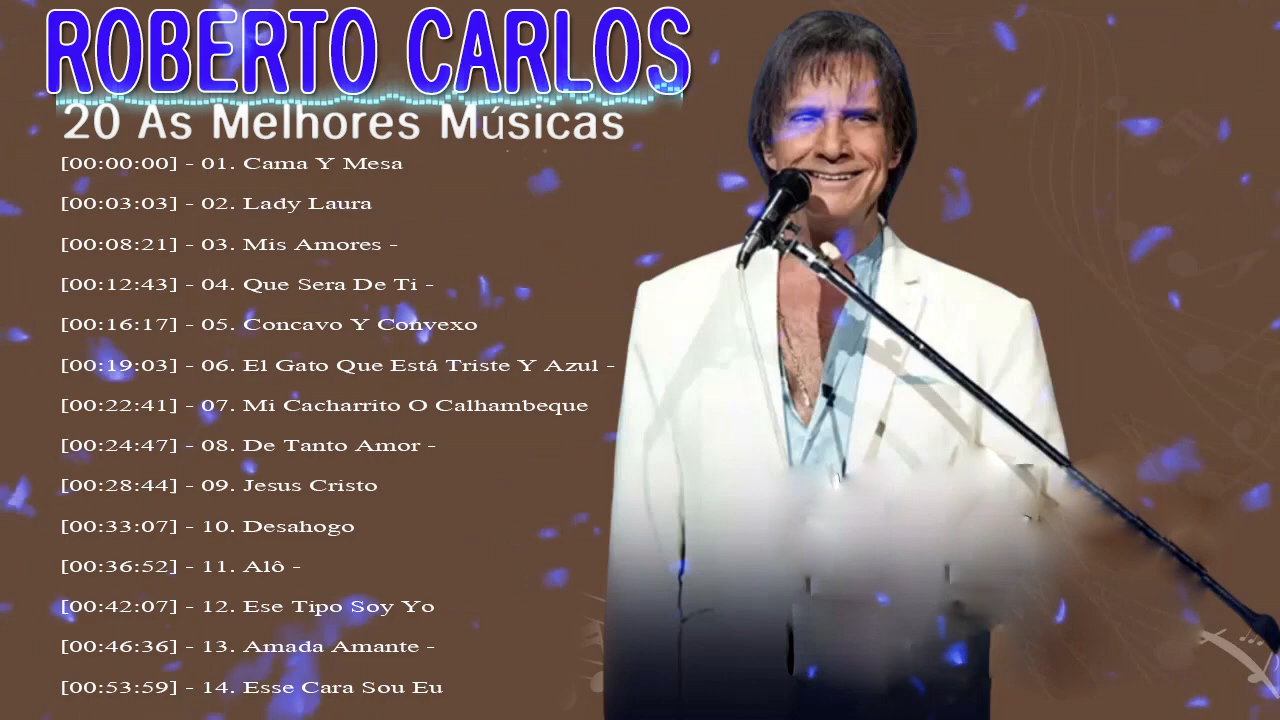 ROBERTO CARLOS
20 As Melhores Músicas
[00:00:00] - 01. Cama Y Mesa
[00:03:03] - 02. Lady Laura
[00:08:21] - 03. Mis Amores -
[00:12:43] - 04. Que Sera De Ti -
[00:16:17] - 05. Concavo Y Convexo
[00:19:03] - 06. El Gato Que Está Triste Y Azul -
[00:22:41] - 07. Mi Cacharrito O Calhambeque
[00:24:47] - 08. De Tanto Amor -
[00:28:44] - 09. Jesus Cristo
[00:33:07] - 10. Desahogo
[00:36:52] - 11. Alô -
[00:42:07] - 12. Ese Tipo Soy Yo
[00:46:36] - 13. Amada Amante -
[00:53:59] - 14. Esse Cara Sou Eu